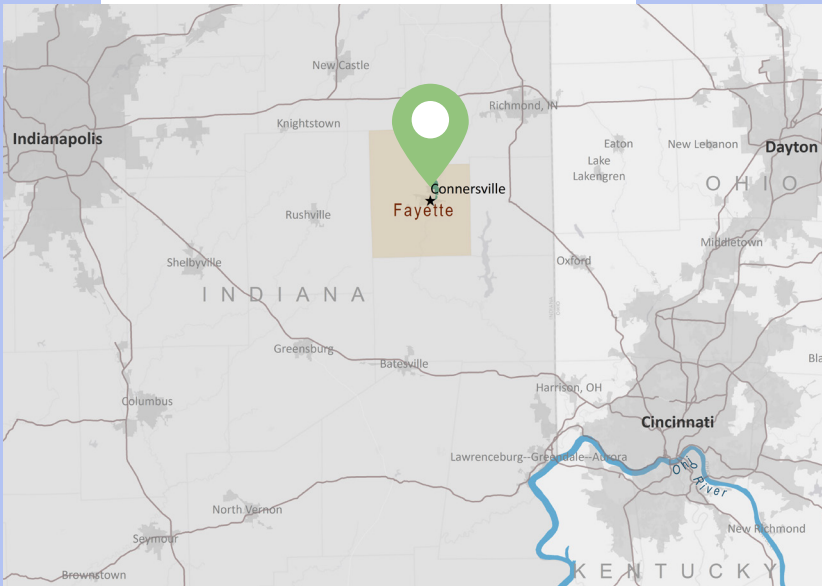 New Castle
Richmond, IN
Knightstown
Indianapolis
Eaton
New Lebanon
Dayton
Lake
Lakengren
OHIO
Connersville
Fayette
Rushville
Middletown
Shelbyville
Oxford
INDIANA
Greensburg
Batesville
Bla
Harrison, OH
Columbus
Cincinnati
Lawrenceburg--Greendale--Aurora
Ohio
River
North Vernon
New Richmond
Seymour
Brownstown
KENTUCKY